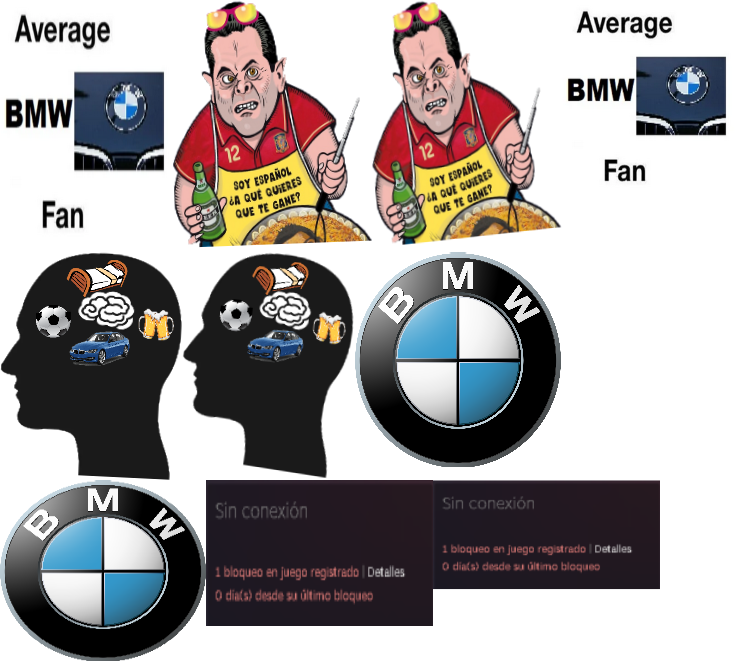 Average
BMW
Fan
12
SOY ESPAÑOL
¿A QUÉ QUIERES
QUE TE GANE?
12
SOY ESPAÑOL
¿A QUÉ QUIERES
QUE TE GANE?
Average
BMW
Fan
BMW
BMW
Sin conexión
1 bloqueo en juego registrado | Detalles
0 día(s) desde su último bloqueo
Sin conexión
1 bloqueo en juego registrado | Detalles
0 día(s) desde su último bloqueo